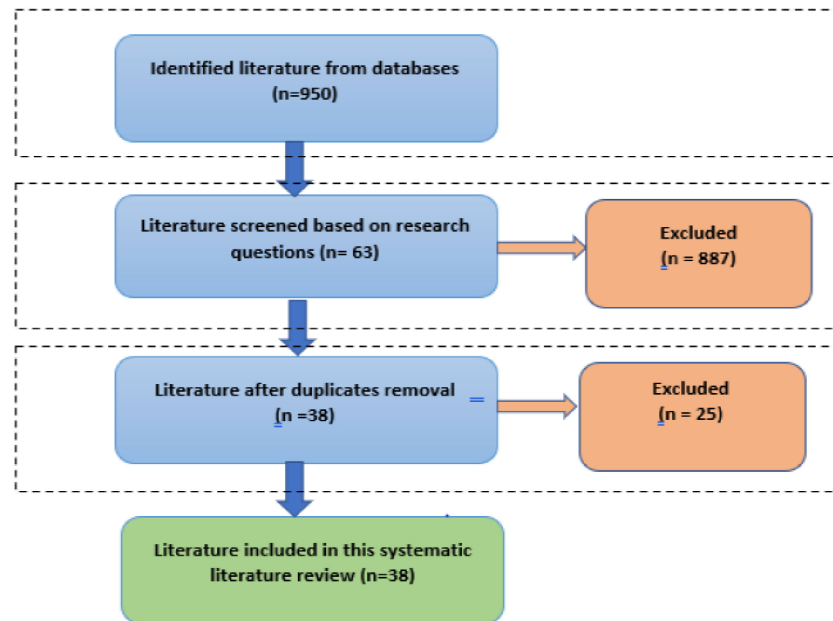 Identified literature from databases
(n=950)
Literature screened based on research
questions (n= 63)
Excluded
(n = 887)
Literature after duplicates removal
(n =38)
Excluded
(n = 25)
Literature included in this systematic
literature review (n=38)